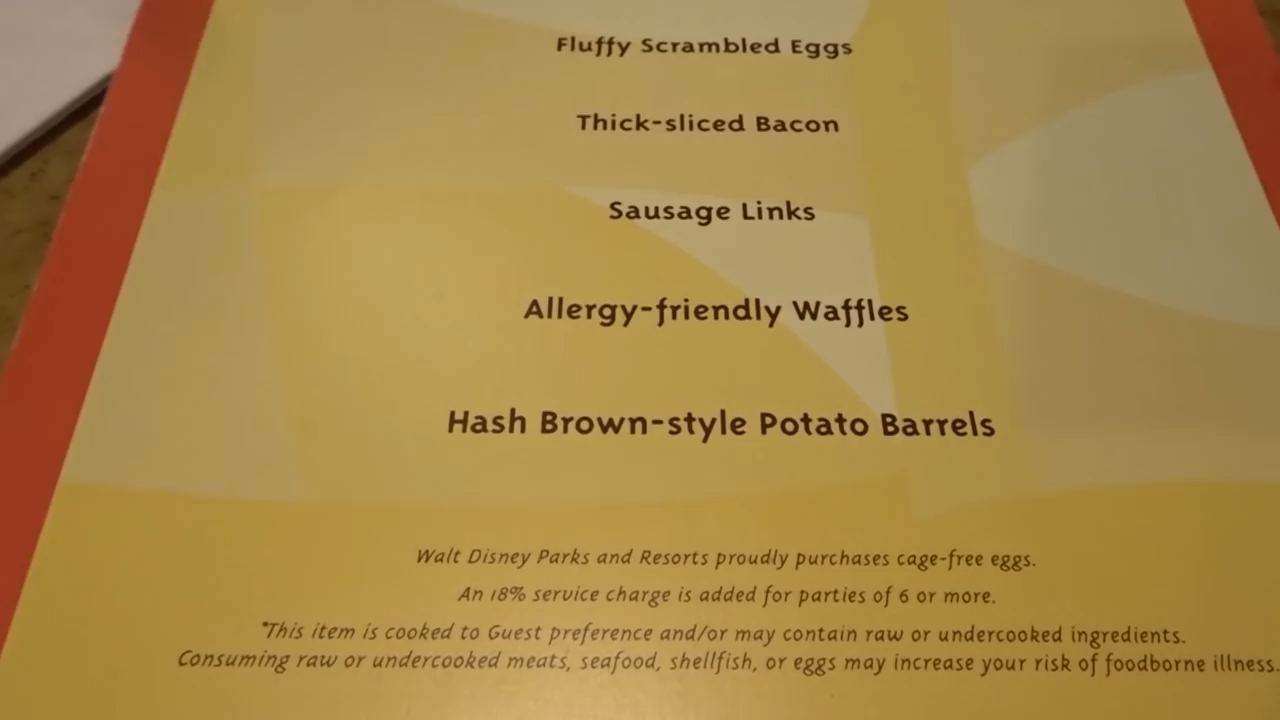 Fluffy Scrambled Eggs
Thick-sliced Bacon
Sausage Links
Allergy-friendly Waffles
Hash Brown-style Potato Barrels
Walt Disney Parks and Resorts proudly purchases cage-free eggs.
An 18% service charge is added for parties of 6 or more.
*This item is cooked to Guest preference and/or may contain raw or undercooked ingredients.
Consuming raw or undercooked meats, seafood, shellfish, or eggs may increase your risk of foodborne illness.